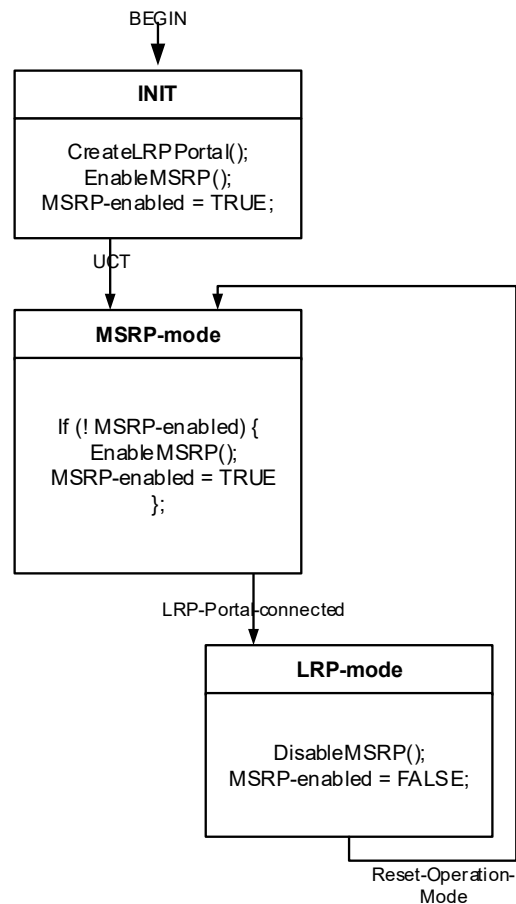 BEGIN
INIT
CreateLRPPortal();
EnableMSRP();
MSRP-enabled = TRUE;
UCT
MSRP-mode
If (! MSRP-enabled) {
EnableMSRP();
MSRP-enabled = TRUE
};
LRP-Portal-connected
LRP-mode
DisableMSRP();
MSRP-enabled = FALSE;
Reset-Operation-
Mode